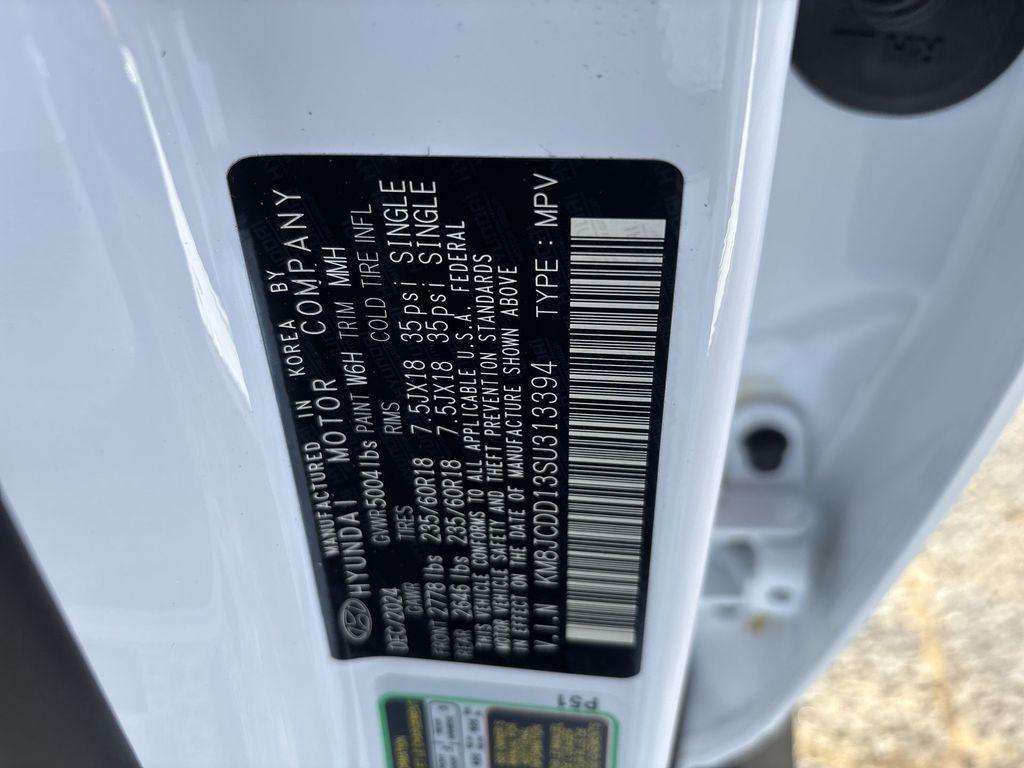 MANUFACTURED IN KOREA BY
HYUNDAI MOTOR COMPANY
DEC/2024 GVWR5004lbs PAINT W6H TRIM MMH
GAWR TIRES RIMS COLD TIRE INFL
FRONT 2778 lbs 235/60R18 7.5JX18 35psi SINGLE
REAR 2646 lbs 235/60R18 7.5JX18 35psi SINGLE
THIS VEHICLE CONFORMS TO ALL APPLICABLE U.S.A. FEDERAL
MOTOR VEHICLE SAFETY AND THEFT PREVENTION STANDARDS
IN EFFECT ON THE DATE OF MANUFACTURE SHOWN ABOVE
V.I.N KM8JCDD13SU313394 TYPE: MPV
PS1